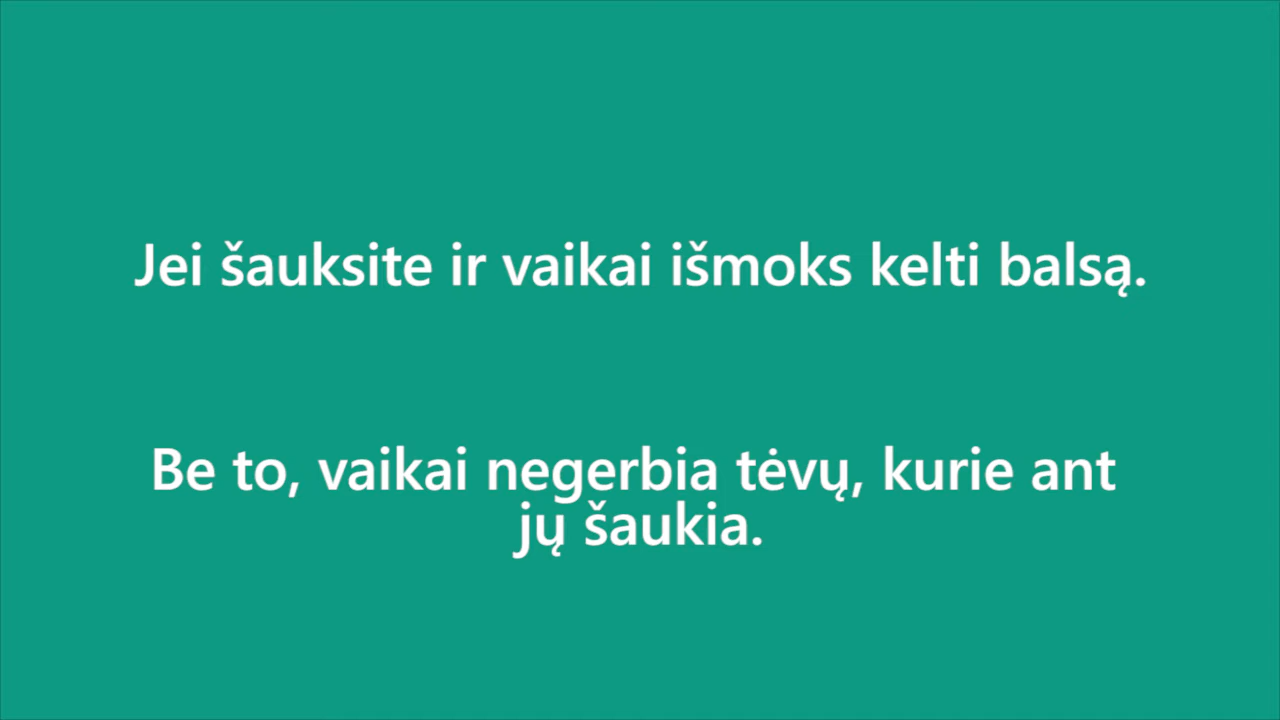 Jei šauksite ir vaikai išmoks kelti balsą.
Be to, vaikai negerbia tėvų, kurie ant
jų šaukia.